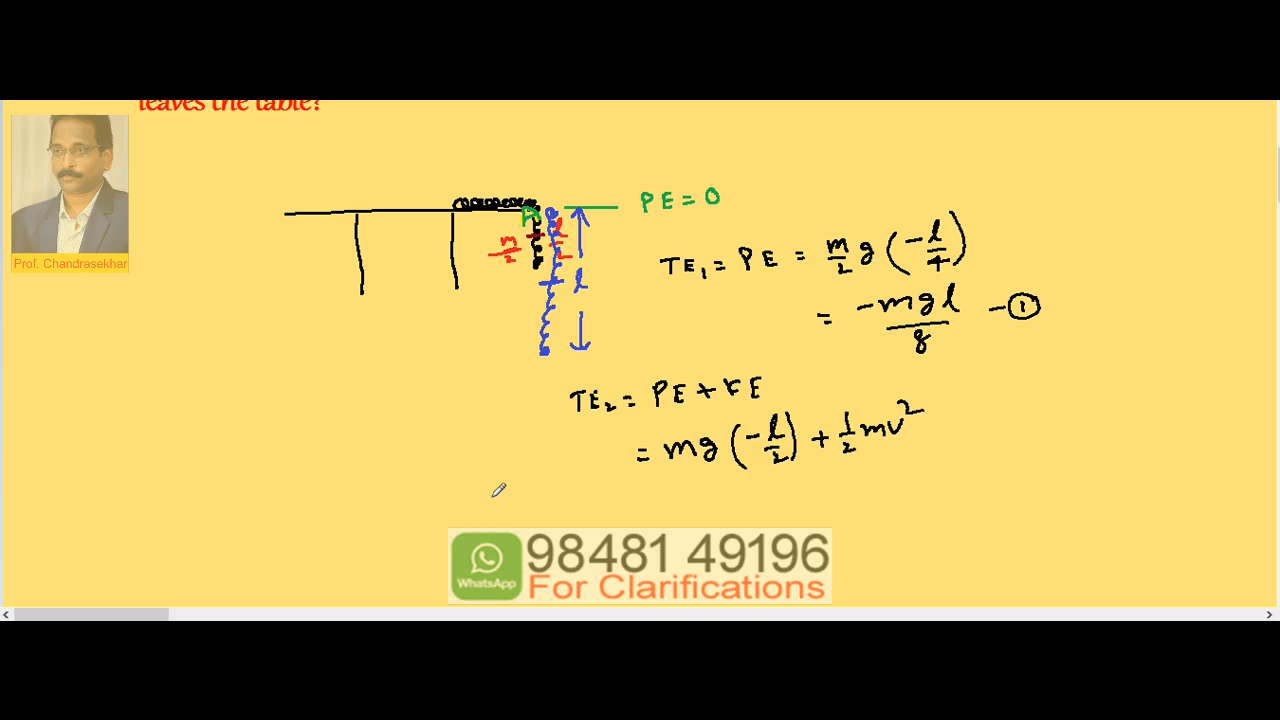 leaves the table?
Prof. Chandrasekhar
PE = 0
m/2
l/2
l
TE₁ = PE = m/2 g (-l/4)
= -mgl/8 - ①
TE₂ = PE + KE
= mg (-l/2) + 1/2 mv²
WhatsApp
98481 49196
For Clarifications